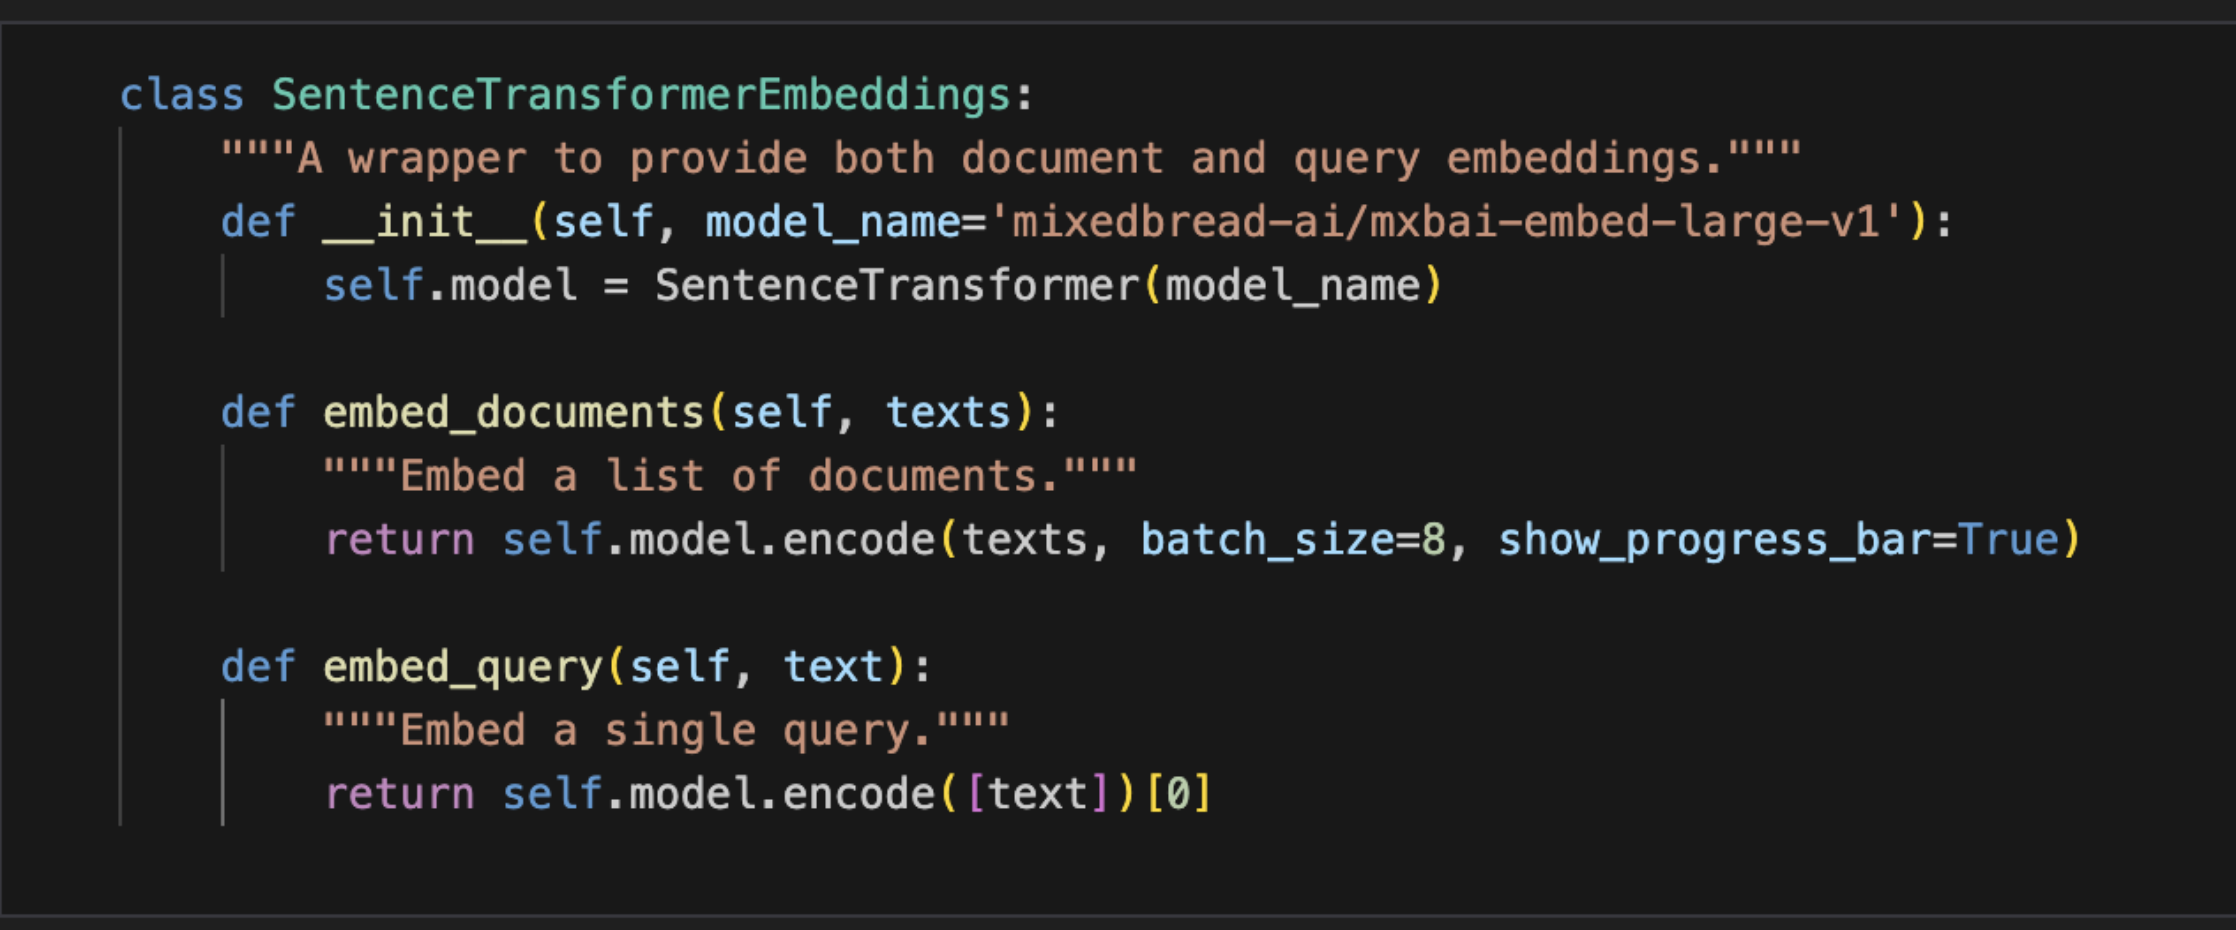 class SentenceTransformerEmbeddings:
    """A wrapper to provide both document and query embeddings."""
    def __init__(self, model_name='mixedbread-ai/mxbai-embed-large-v1'):
        self.model = SentenceTransformer(model_name)

    def embed_documents(self, texts):
        """Embed a list of documents."""
        return self.model.encode(texts, batch_size=8, show_progress_bar=True)

    def embed_query(self, text):
        """Embed a single query."""
        return self.model.encode([text])[0]